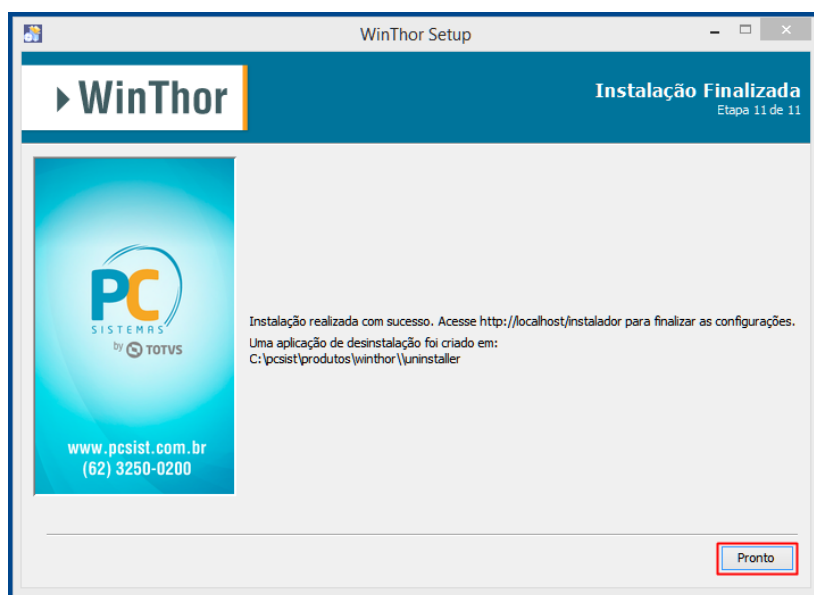 WinThor Setup
WinThor
Instalação Finalizada
Etapa 11 de 11
PC
SISTEMAS
by TOTVS
www.pcsist.com.br
(62) 3250-0200
Instalação realizada com sucesso. Acesse http://localhost/instalador para finalizar as configurações.
Uma aplicação de desinstalação foi criado em:
C:\pcsist\produtos\winthor\\uninstaller
Pronto